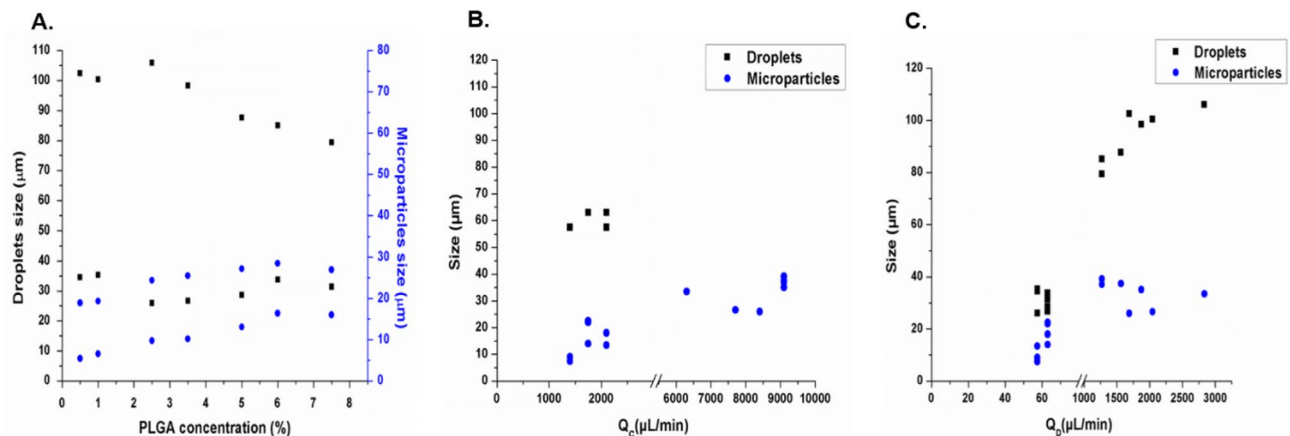 A.
110
100
90
80
70
60
50
40
30
20
10
0
Droplets size (µm)
0 1 2 3 4 5 6 7 8
PLGA concentration (%)
80
70
60
50
40
30
20
10
0
Microparticles size (µm)
B.
Droplets
Microparticles
120
110
100
90
80
70
60
50
40
30
20
10
0
Size (µm)
0 1000 2000 6000 7000 8000 9000 10000
QC(µL/min)
C.
Droplets
Microparticles
120
100
80
60
40
20
0
Size (µm)
0 20 40 60 1000 1500 2000 2500 3000
QD(µL/min)